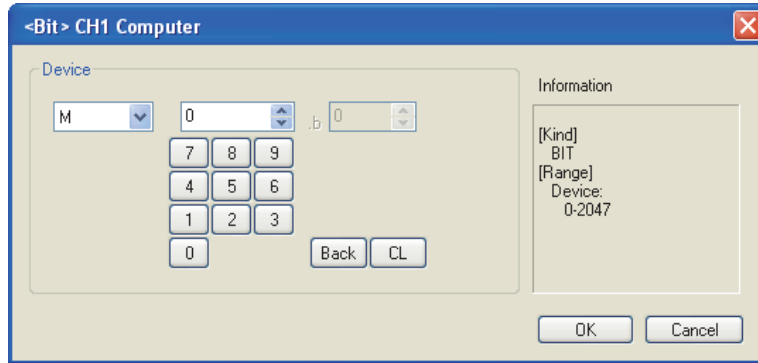 <Bit> CH1 Computer
Device
M 0 .b 0
7 8 9
4 5 6
1 2 3
0 Back CL
Information
[Kind]
BIT
[Range]
Device:
0-2047
OK Cancel